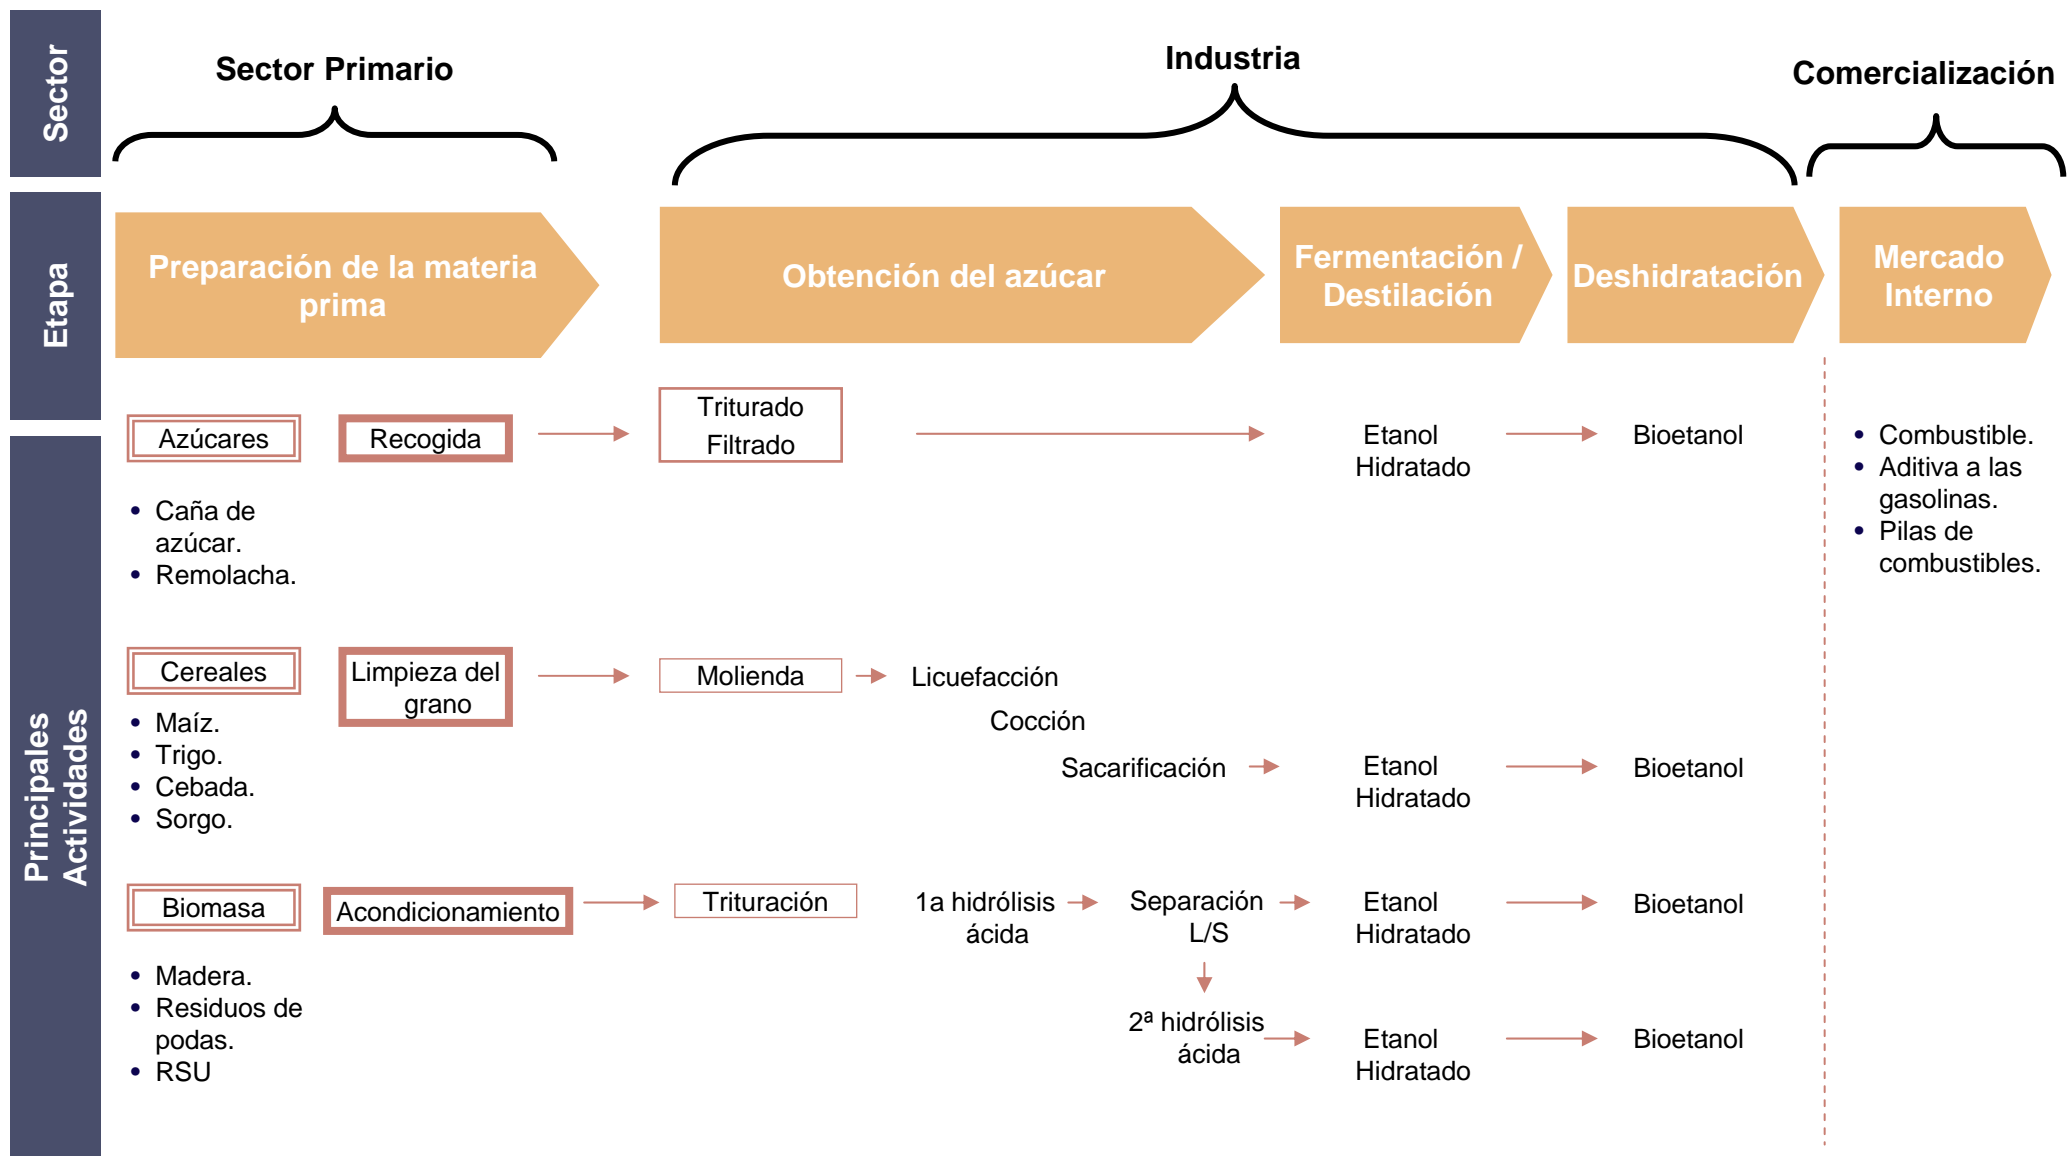 Sector
Sector Primario
Industria
Comercialización
Etapa
Preparación de la materia
prima
Obtención del azúcar
Fermentación /
Destilación
Deshidratación
Mercado
Interno
Principales
Actividades
Azúcares
Recogida
Triturado
Filtrado
Etanol
Hidratado
Bioetanol
• Combustible.
• Aditiva a las
gasolinas.
• Pilas de
combustibles.
• Caña de
azúcar.
• Remolacha.
Cereales
Limpieza del
grano
Molienda
Licuefacción
Cocción
Sacarificación
Etanol
Hidratado
Bioetanol
• Maíz.
• Trigo.
• Cebada.
• Sorgo.
Biomasa
Acondicionamiento
Trituración
1a hidrólisis
ácida
Separación
L/S
Etanol
Hidratado
Bioetanol
• Madera.
• Residuos de
podas.
• RSU
2ª hidrólisis
ácida
Etanol
Hidratado
Bioetanol